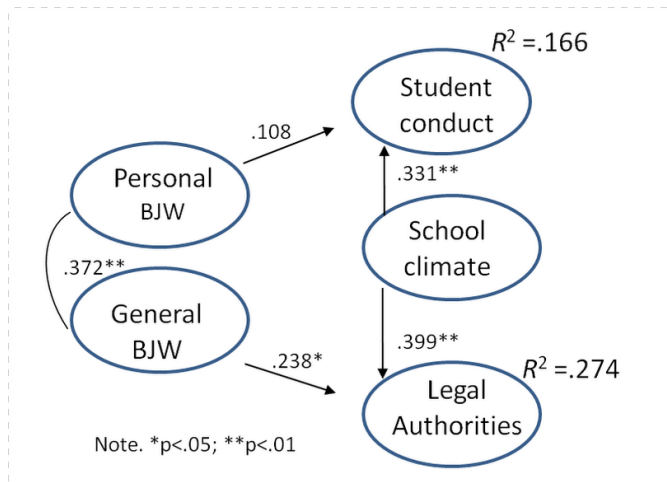 R² =.166
Student
conduct
.108
Personal
BJW
.331**
School
climate
.372**
General
BJW
.399**
.238*
R² =.274
Legal
Authorities
Note. *p<.05; **p<.01